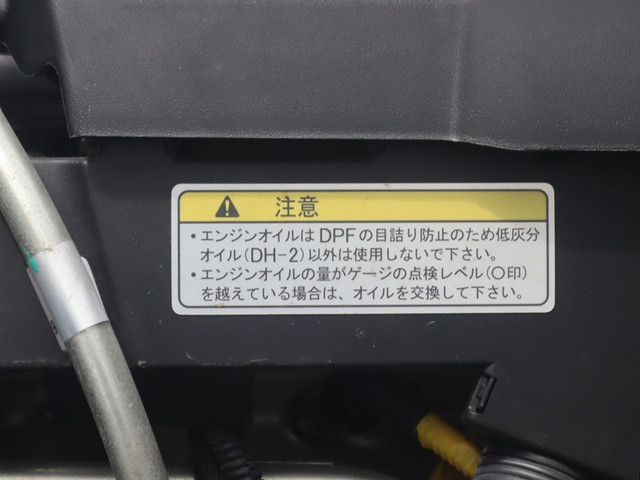 注意
・エンジンオイルはDPFの目詰り防止のため低灰分
オイル(DH-2)以外は使用しないで下さい。
・エンジンオイルの量がゲージの点検レベル(○印)
を越えている場合は、オイルを交換して下さい。